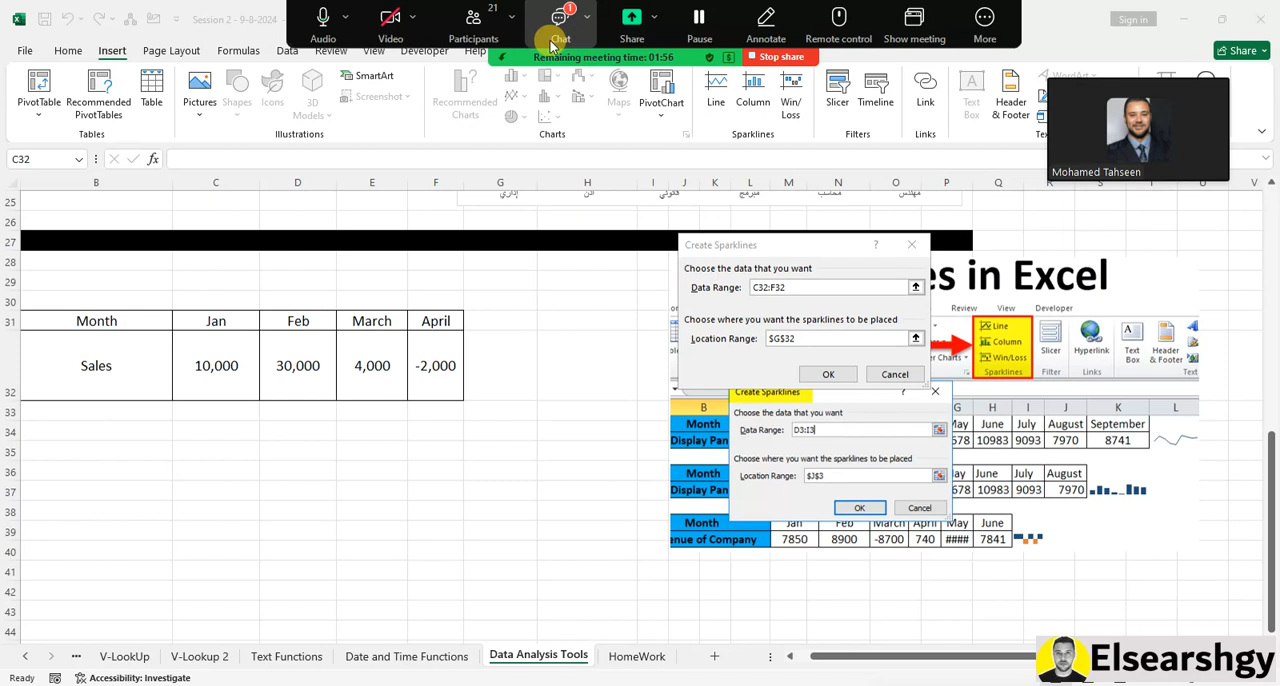 Session 2 - 9-8-2024
Audio
Video
21
Participants
1
Chat
Share
Pause
Annotate
Remote control
Show meeting
More
Sign in
Remaining meeting time: 01:56
Stop share
File
Home
Insert
Page Layout
Formulas
Data
Review
View
Developer
Help
Share
PivotTable
Recommended
PivotTables
Table
Pictures
Shapes
Icons
3D
Models
SmartArt
Screenshot
Recommended
Charts
Maps
PivotChart
Line
Column
Win/
Loss
Slicer
Timeline
Link
Text
Box
Header
& Footer
WordArt
Tables
Illustrations
Charts
Sparklines
Filters
Links
Mohamed Tahseen
C32
fx
B C D E F G H I J K L M N O P Q V
25
26
27
28
29
30
31
32
33
34
35
36
37
38
39
40
41
42
43
44
مهندس محاسب مبرمج إداري
Month Jan Feb March April
Sales 10,000 30,000 4,000 -2,000
Create Sparklines
?
Choose the data that you want
Data Range: C32:F32
Choose where you want the sparklines to be placed
Location Range: $G$32
OK
Cancel
es in Excel
Review View Developer
Line
Column
Win/Loss
Sparklines
Slicer
Filter
Hyperlink
Links
Text
Box
Header
& Footer
er Charts
Create Sparklines
?
Choose the data that you want
Data Range: D3:I3
Choose where you want the sparklines to be placed
Location Range: $J$3
OK
Cancel
B G H I J K L
Month May June July August September
Display Pan 678 10983 9093 7970 8741
Month May June July August
Display Pan 678 10983 9093 7970
Month Jan Feb March April May June
enue of Company 7850 8900 -8700 740 #### 7841
V-LookUp
V-Lookup 2
Text Functions
Date and Time Functions
Data Analysis Tools
HomeWork
Ready
Accessibility: Investigate
Elsearshgy